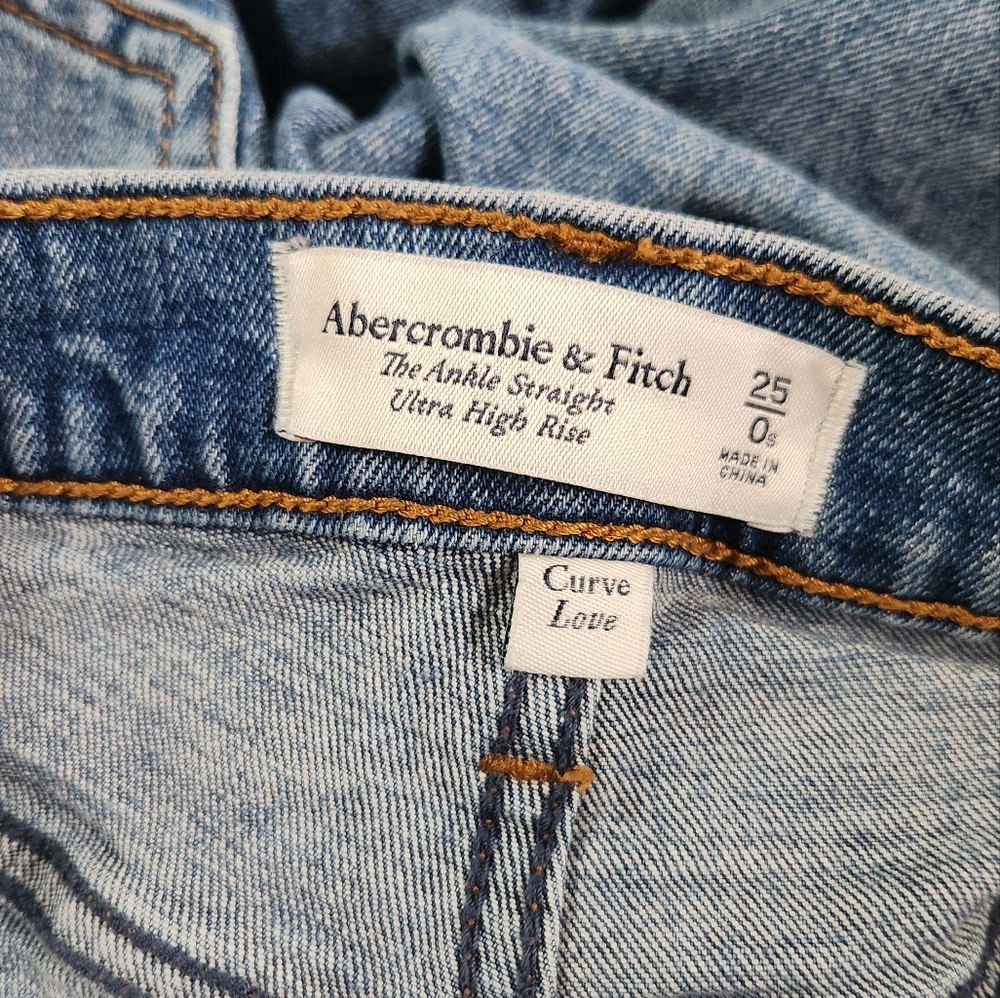 Abercrombie & Fitch
The Ankle Straight
Ultra High Rise
25
0s
MADE IN
CHINA
Curve
Love